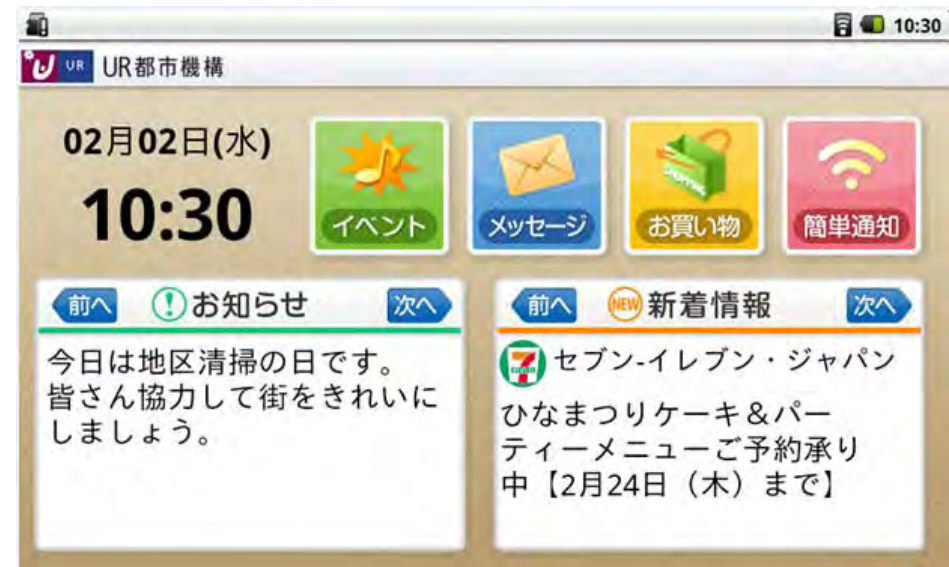 10:30
UR UR都市機構
02月02日(水)
10:30
イベント
メッセージ
SHOPPING
お買い物
簡単通知
前へ
お知らせ
次へ
今日は地区清掃の日です。
皆さん協力して街をきれいに
しましょう。
前へ
NEW 新着情報
次へ
セブン-イレブン・ジャパン
ひなまつりケーキ&パー
ティーメニューご予約承り
中【2月24日（木）まで】